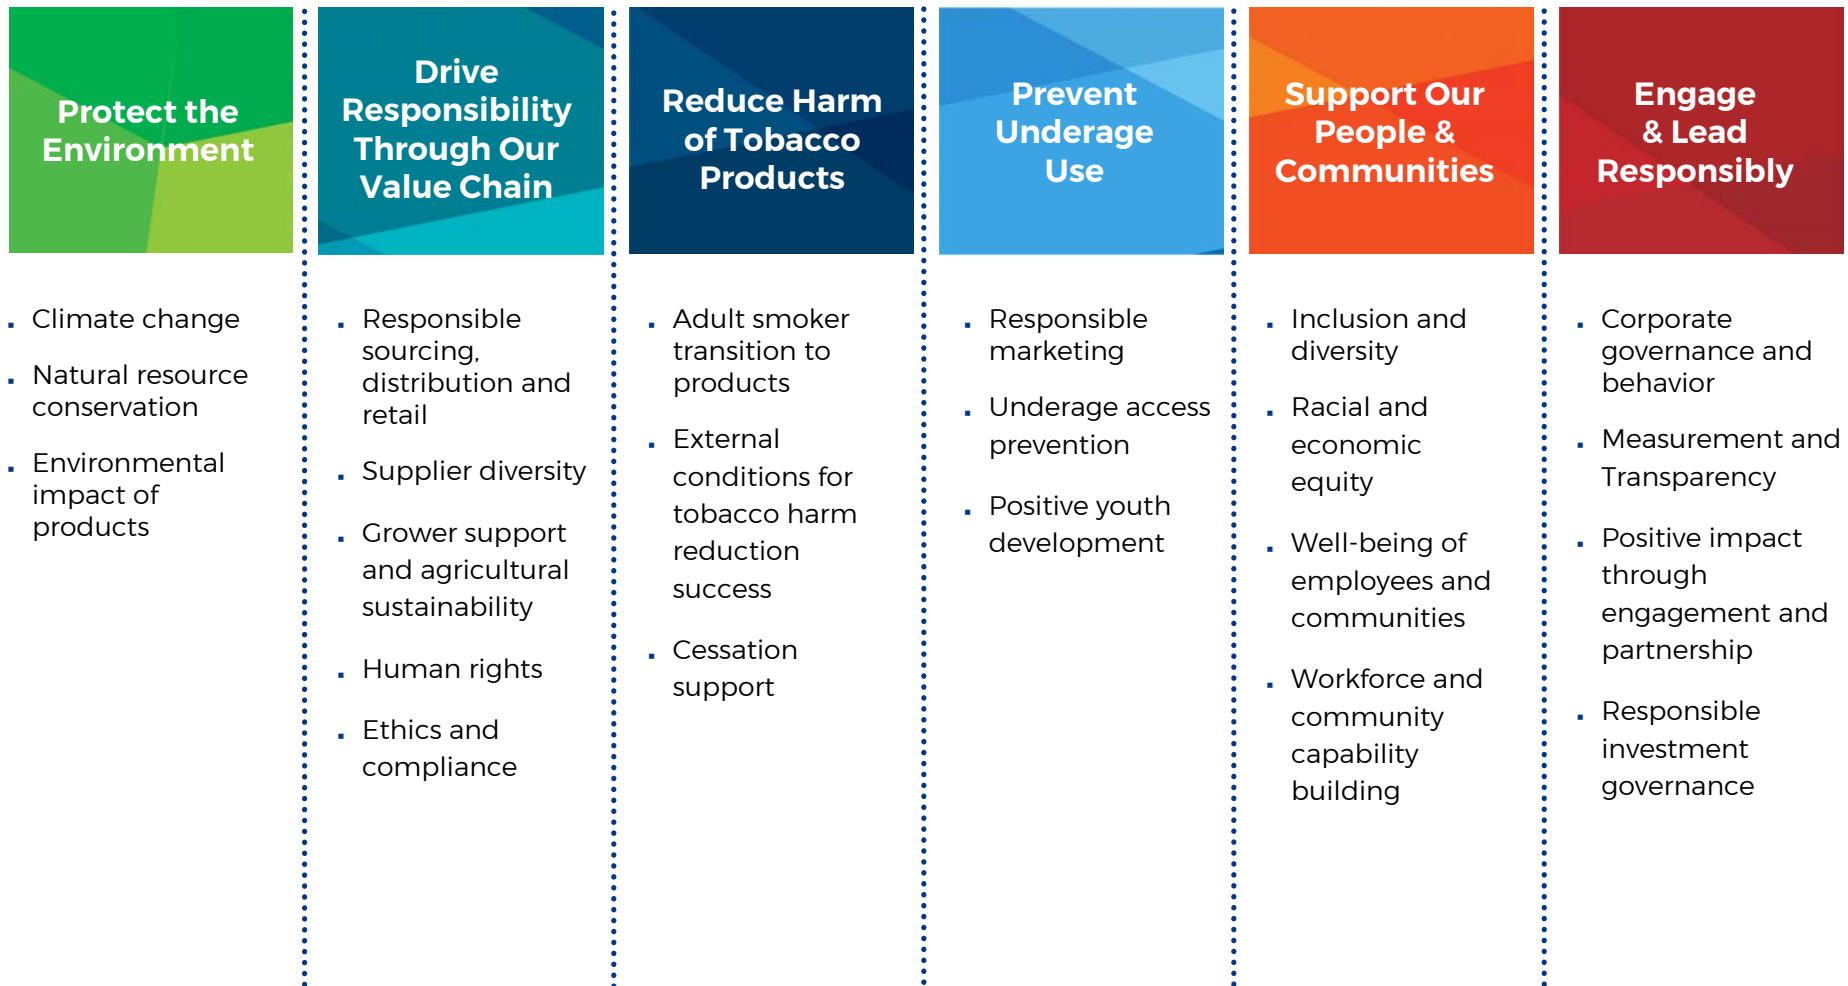 Protect the
Environment
▪ Climate change
▪ Natural resource
conservation
▪ Environmental
impact of
products
Drive
Responsibility
Through Our
Value Chain
▪ Responsible
sourcing,
distribution and
retail
▪ Supplier diversity
▪ Grower support
and agricultural
sustainability
▪ Human rights
▪ Ethics and
compliance
Reduce Harm
of Tobacco
Products
▪ Adult smoker
transition to
products
▪ External
conditions for
tobacco harm
reduction
success
▪ Cessation
support
Prevent
Underage
Use
▪ Responsible
marketing
▪ Underage access
prevention
▪ Positive youth
development
Support Our
People &
Communities
▪ Inclusion and
diversity
▪ Racial and
economic
equity
▪ Well-being of
employees and
communities
▪ Workforce and
community
capability
building
Engage
& Lead
Responsibly
▪ Corporate
governance and
behavior
▪ Measurement and
Transparency
▪ Positive impact
through
engagement and
partnership
▪ Responsible
investment
governance